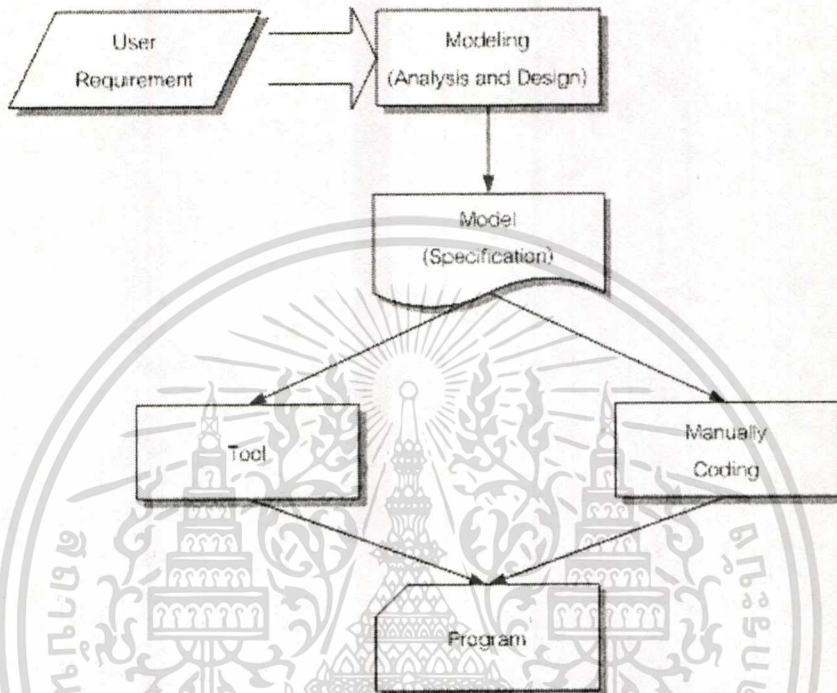 User
Requirement
Modeling
(Analysis and Design)
Model
(Specification)
Tool
Manually
Coding
Program